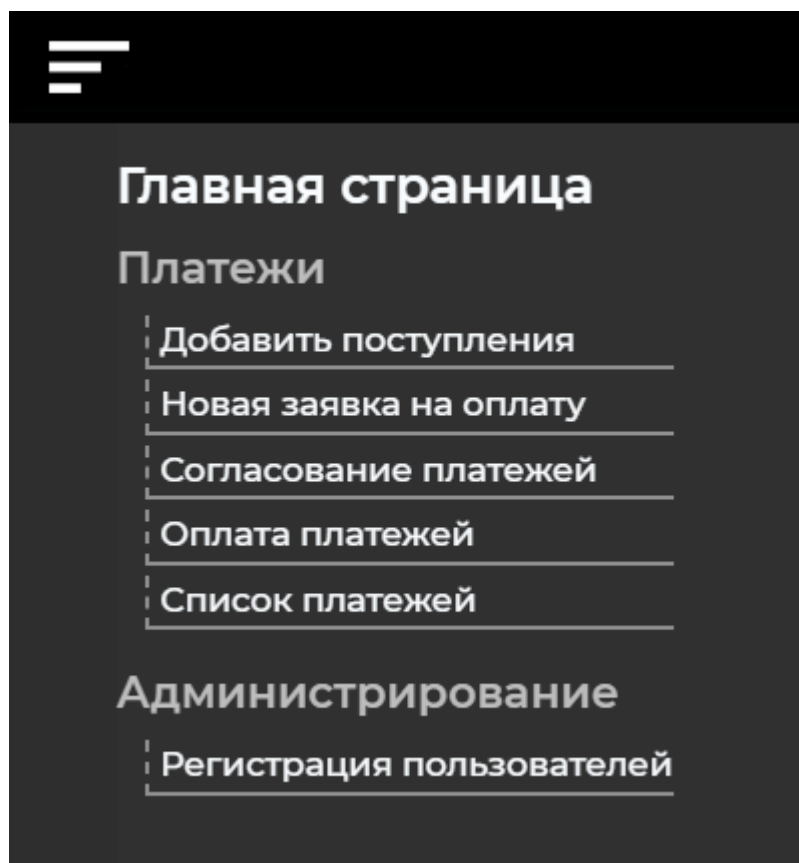 Главная страница
Платежи
Добавить поступления
Новая заявка на оплату
Согласование платежей
Оплата платежей
Список платежей
Администрирование
Регистрация пользователей